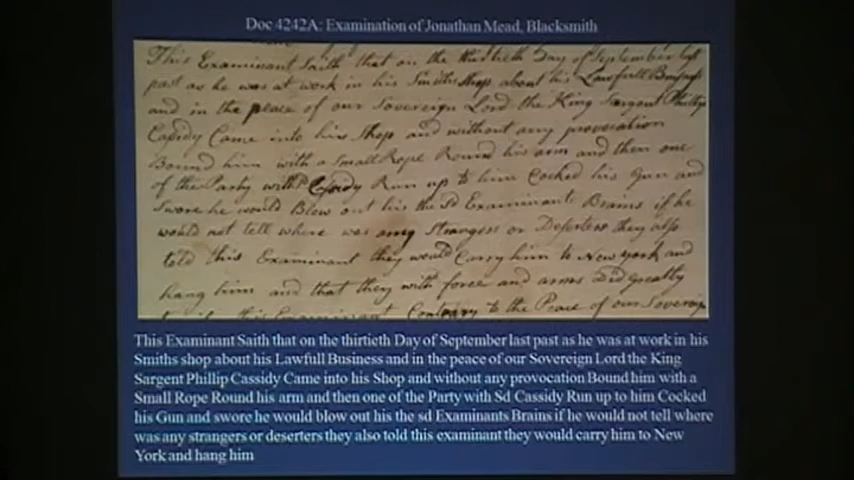 Doc 4242A: Examination of Jonathan Mead, Blacksmith
This Examinant Saith that on the thirtieth Day of September last
past as he was at work in his Smiths shop about his Lawfull Business
and in the peace of our Sovereign Lord the King Sargent Phillip
Casidy Came into his Shop and without any provocation
Bound him with a Small Rope Round his arm and then one
of the Party with Casidy Run up to him Cocked his Gun and
Swore he would Blow out his the sd Examinants Brains if he
would not tell where was any Strangers or Deserters they also
told this Examinant they would Carry him to New york and
hang him and that they with force and arms Did Greatly
this Examinant Contrary to the Peace of our Sovereign
This Examinant Saith that on the thirtieth Day of September last past as he was at work in his
Smiths shop about his Lawfull Business and in the peace of our Sovereign Lord the King
Sargent Phillip Cassidy Came into his Shop and without any provocation Bound him with a
Small Rope Round his arm and then one of the Party with Sd Cassidy Run up to him Cocked
his Gun and swore he would blow out his the sd Examinants Brains if he would not tell where
was any strangers or deserters they also told this examinant they would carry him to New
York and hang him